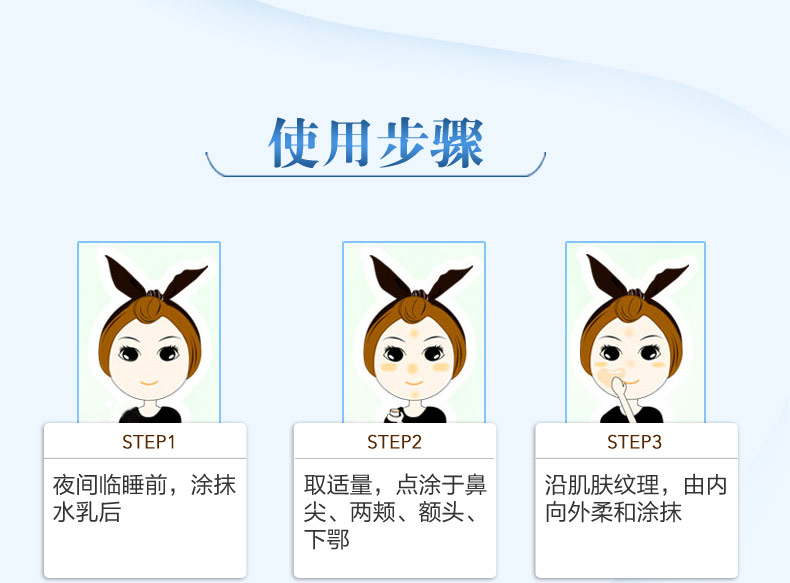 使用步骤
STEP1
夜间临睡前，涂抹
水乳后
STEP2
取适量，点涂于鼻
尖、两颊、额头、
下鄂
STEP3
沿肌肤纹理，由内
向外柔和涂抹